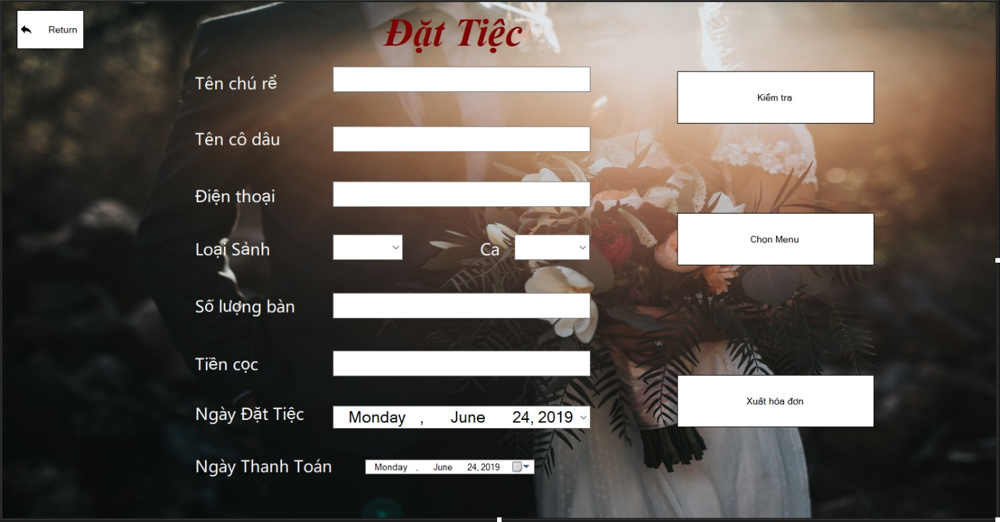 Return
Đặt Tiệc
Tên chú rể
Kiểm tra
Tên cô dâu
Điện thoại
Chọn Menu
Loại Sảnh
Ca
Số lượng bàn
Tiền cọc
Xuất hóa đơn
Ngày Đặt Tiệc
Monday , June 24, 2019
Ngày Thanh Toán
Monday , June 24, 2019